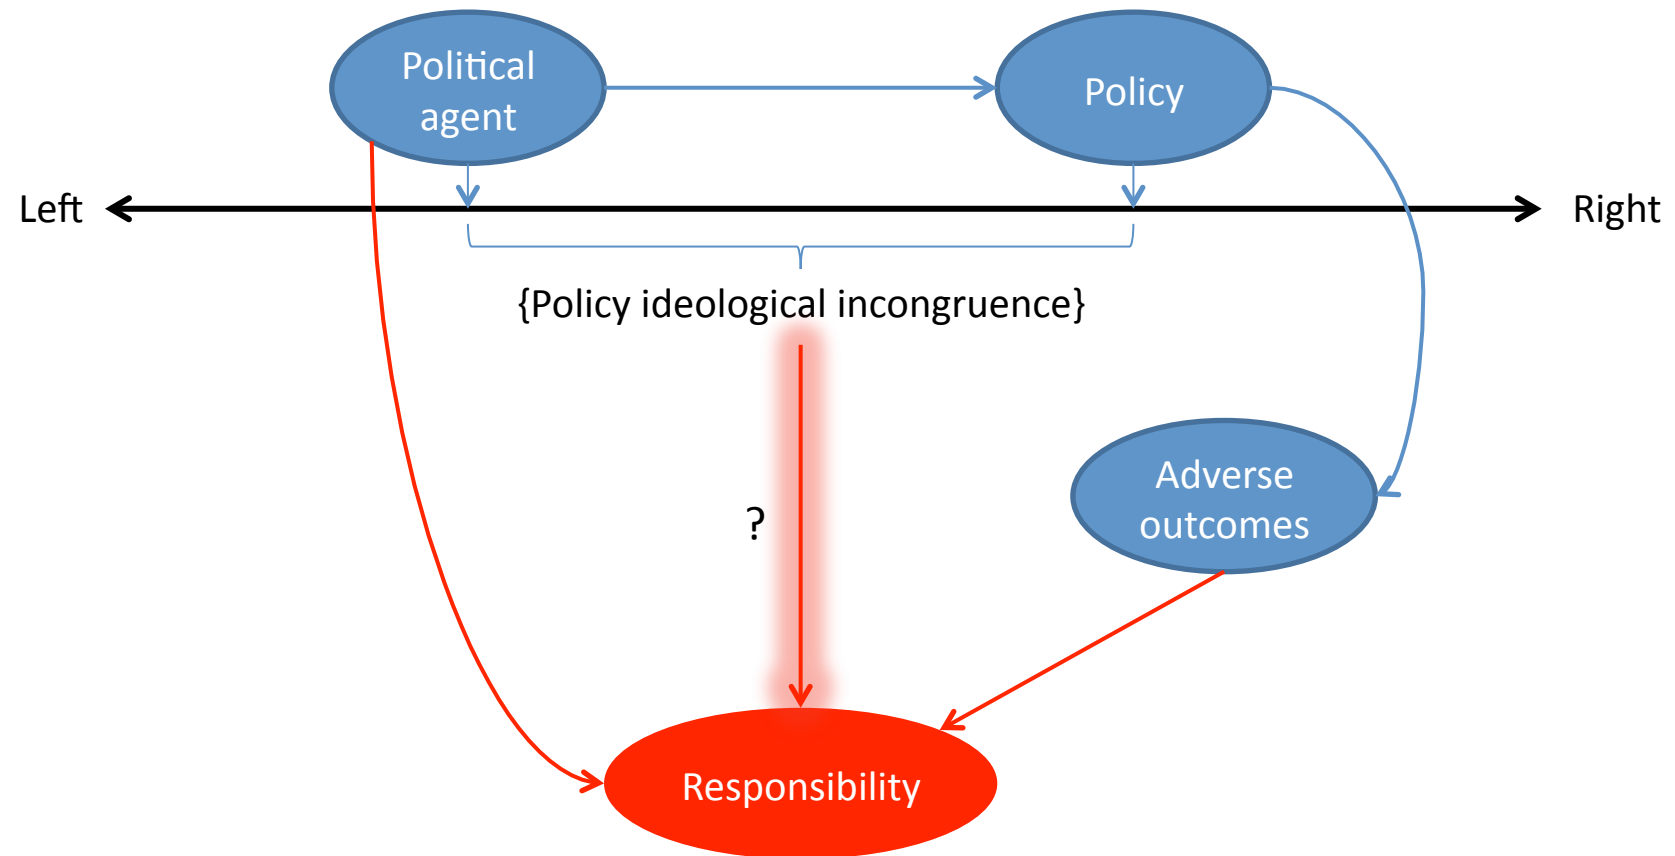 Political
agent
Policy
Left
Right
{Policy ideological incongruence}
Adverse
outcomes
?
Responsibility